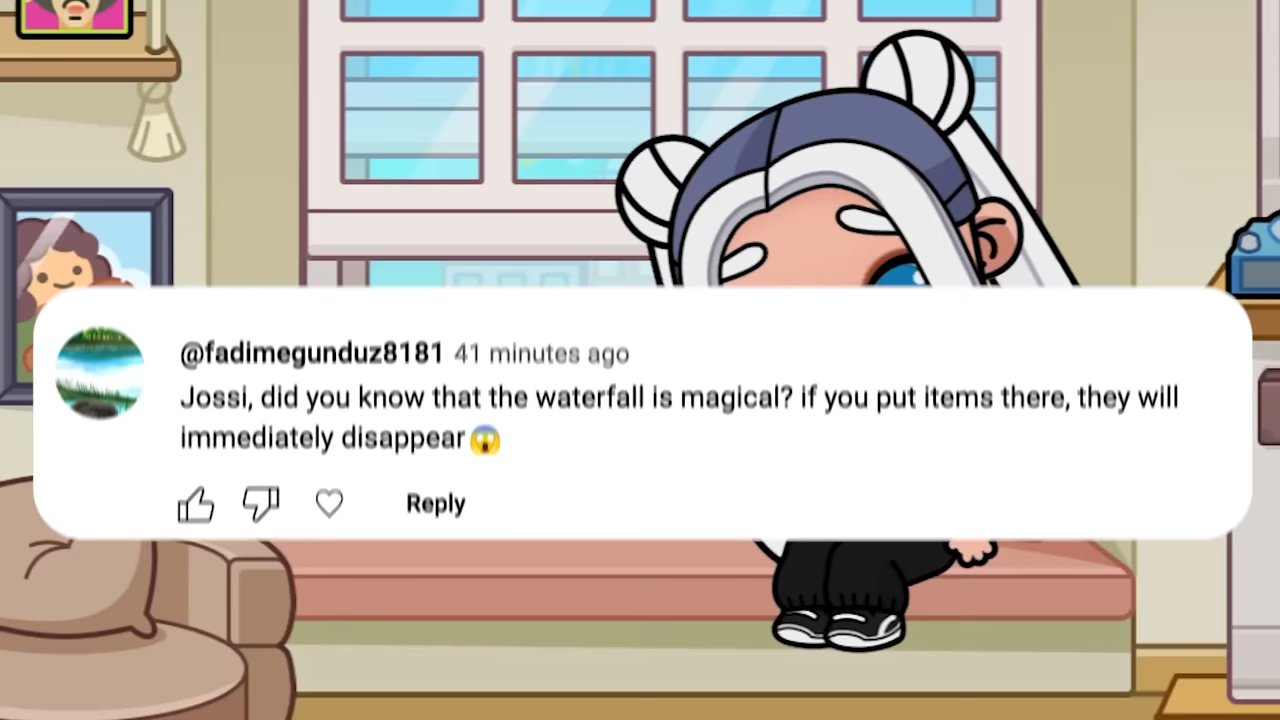 @fadimegunduz8181 41 minutes ago
Jossi, did you know that the waterfall is magical? if you put items there, they will
immediately disappear😱
Reply